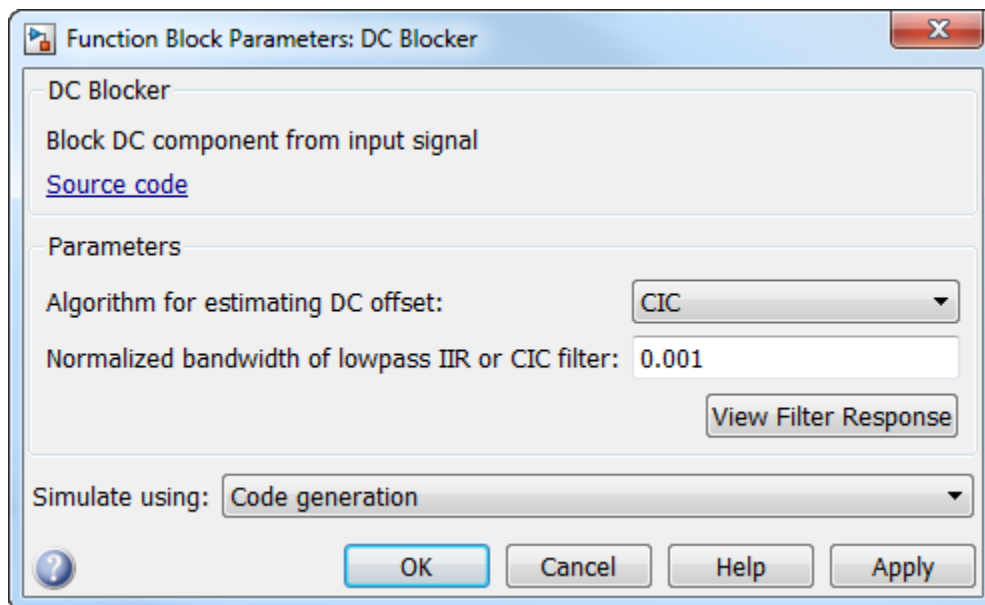 Function Block Parameters: DC Blocker
DC Blocker
Block DC component from input signal
Source code
Parameters
Algorithm for estimating DC offset: CIC
Normalized bandwidth of lowpass IIR or CIC filter: 0.001
View Filter Response
Simulate using: Code generation
? OK Cancel Help Apply